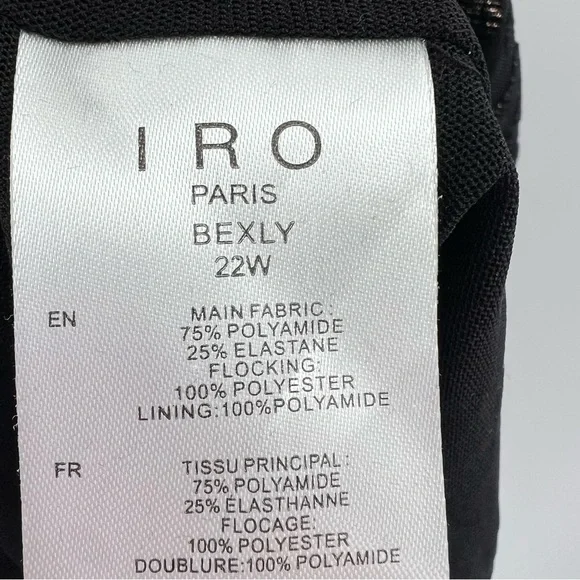 IRO
PARIS
BEXLY
22W
EN MAIN FABRIC :
75% POLYAMIDE
25% ELASTANE
FLOCKING:
100% POLYESTER
LINING:100%POLYAMIDE
FR TISSU PRINCIPAL :
75% POLYAMIDE
25% ÉLASTHANNE
FLOCAGE:
100% POLYESTER
DOUBLURE:100% POLYAMIDE